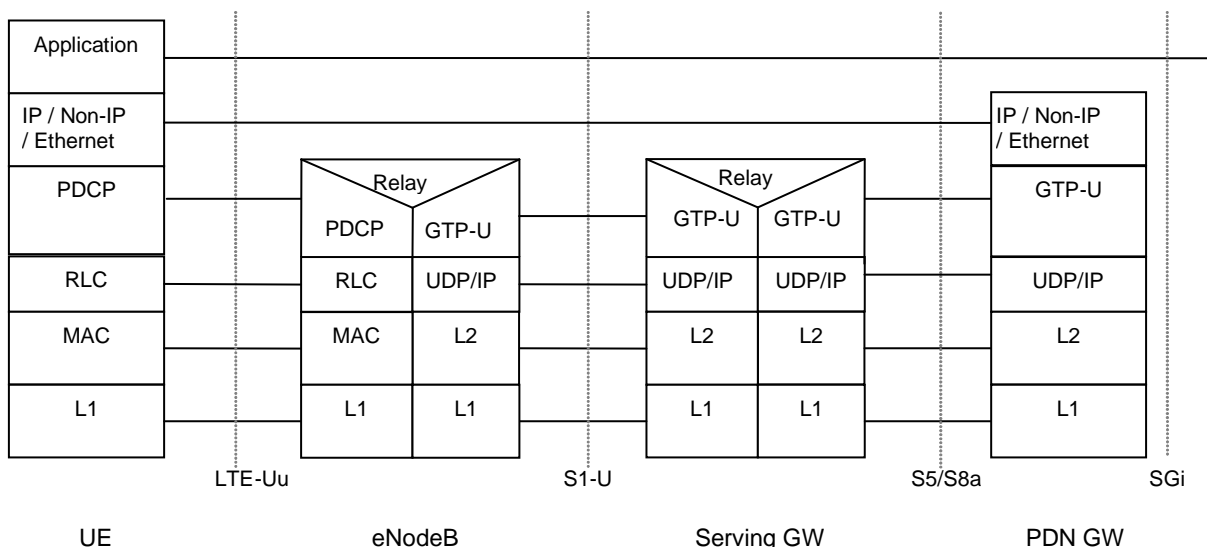 Application
IP / Non-IP
/ Ethernet
IP / Non-IP
/ Ethernet
PDCP
Relay
PDCP
GTP-U
Relay
GTP-U
GTP-U
GTP-U
RLC
RLC
UDP/IP
UDP/IP
UDP/IP
UDP/IP
MAC
MAC
L2
L2
L2
L2
L1
L1
L1
L1
L1
L1
LTE-Uu
S1-U
S5/S8a
SGi
UE
eNodeB
Serving GW
PDN GW